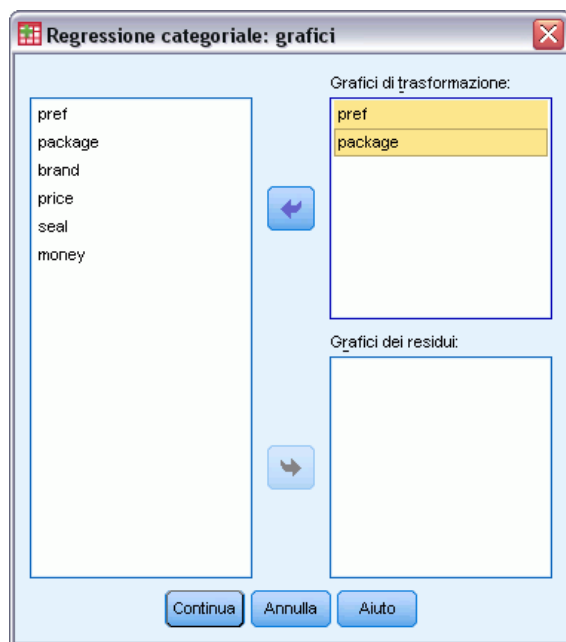 Regressione categoriale: grafici
pref
package
brand
price
seal
money
Grafici di trasformazione:
pref
package
Grafici dei residui:
Continua
Annulla
Aiuto